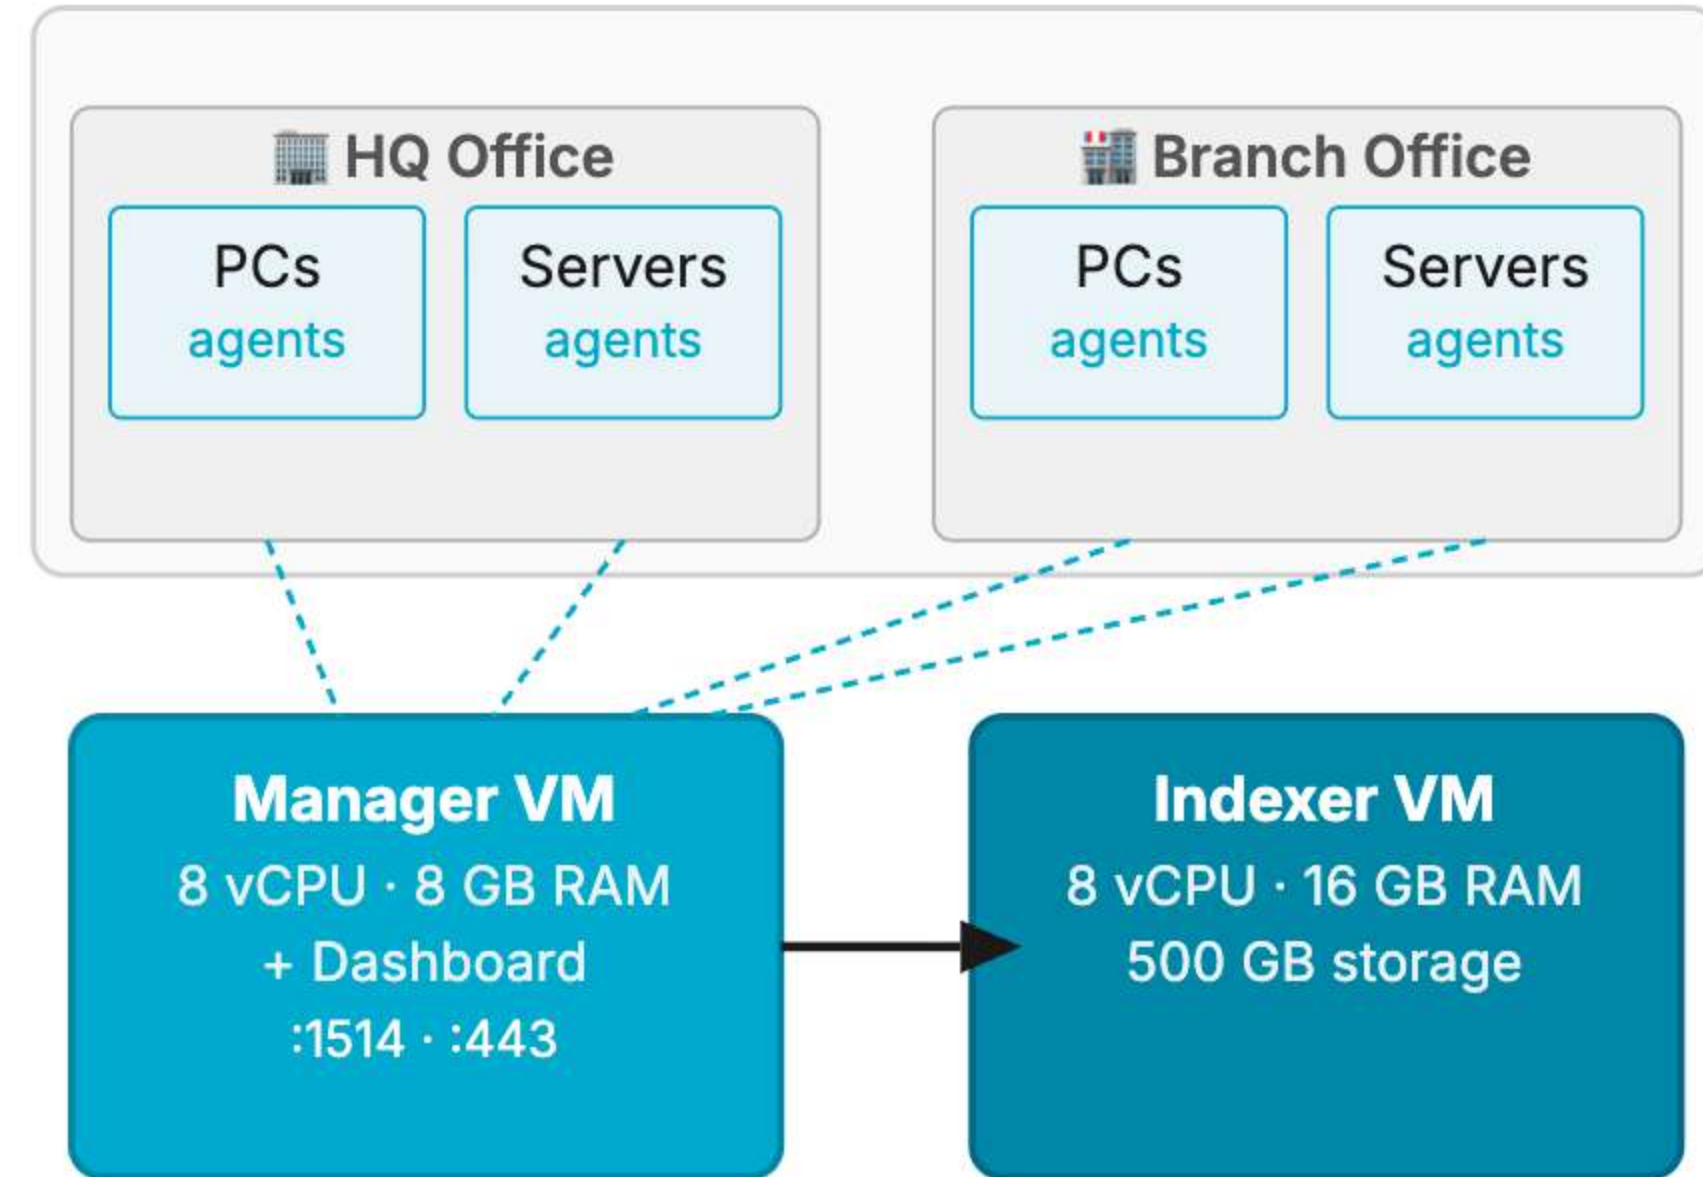 HQ Office
PCs
agents
Servers
agents
Branch Office
PCs
agents
Servers
agents
Manager VM
8 vCPU · 8 GB RAM
+ Dashboard
:1514 · :443
Indexer VM
8 vCPU · 16 GB RAM
500 GB storage